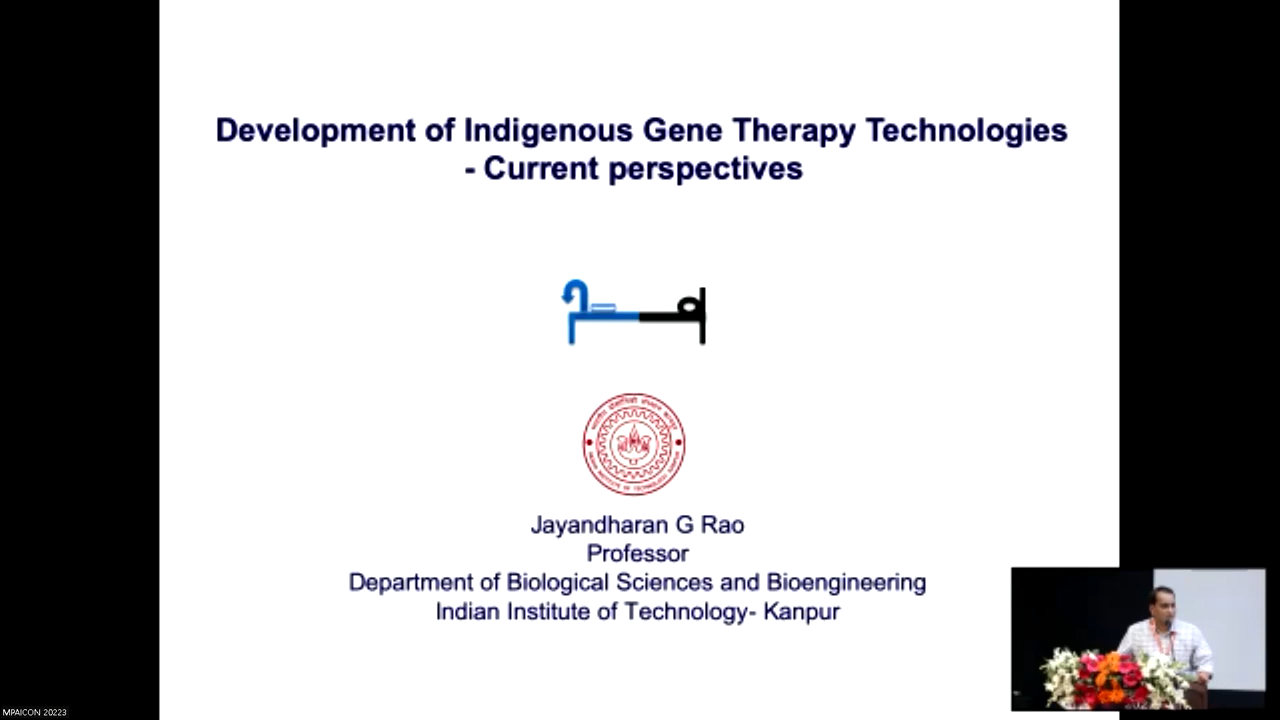 Development of Indigenous Gene Therapy Technologies
- Current perspectives
Jayandharan G Rao
Professor
Department of Biological Sciences and Bioengineering
Indian Institute of Technology- Kanpur
MPAICON 20223